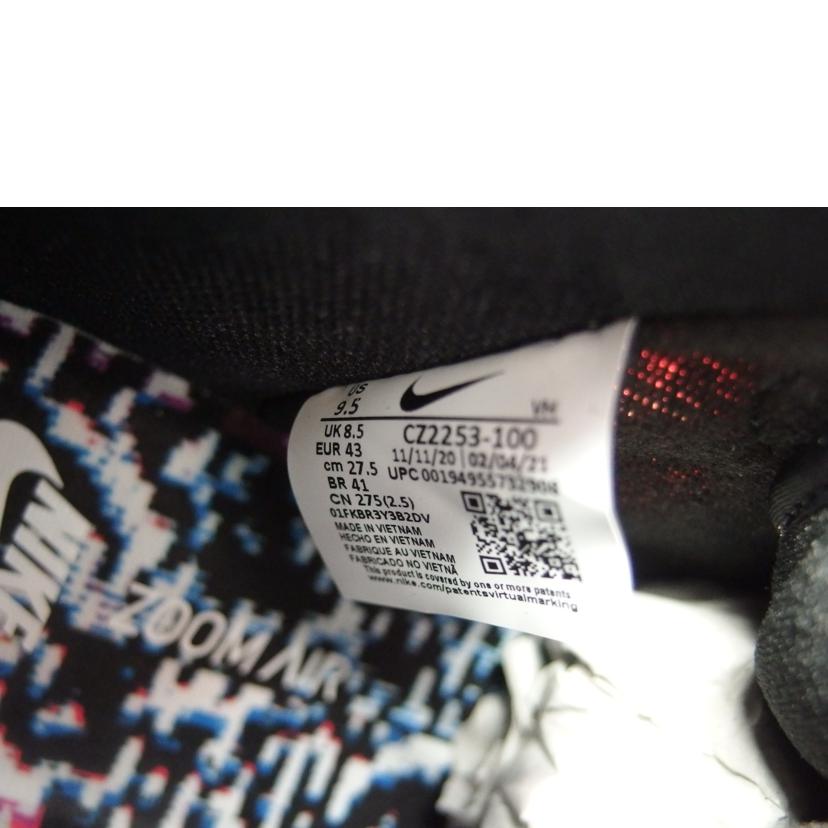 US
9.5
VN
UK 8.5
EUR 43
cm 27.5
BR 41
CN 275(2.5)
01FKBR3Y3B2DV
CZ2253-100
11/11/20 | 02/04/21
UPC
MADE IN VIETNAM
HECHO EN VIETNAM
FABRIQUE AU VIETNAM
FABRICADO NO VIETNÃ
This product is covered by one or more patents
www.nike.com/patentsvirtualmarking
NIKE
ZOOM AIR